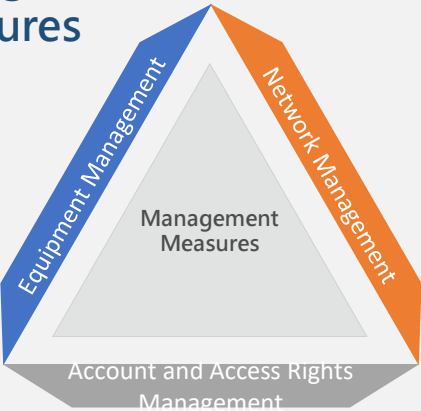 ures
Equipment Management
Network Management
Management
Measures
Account and Access Rights
Management